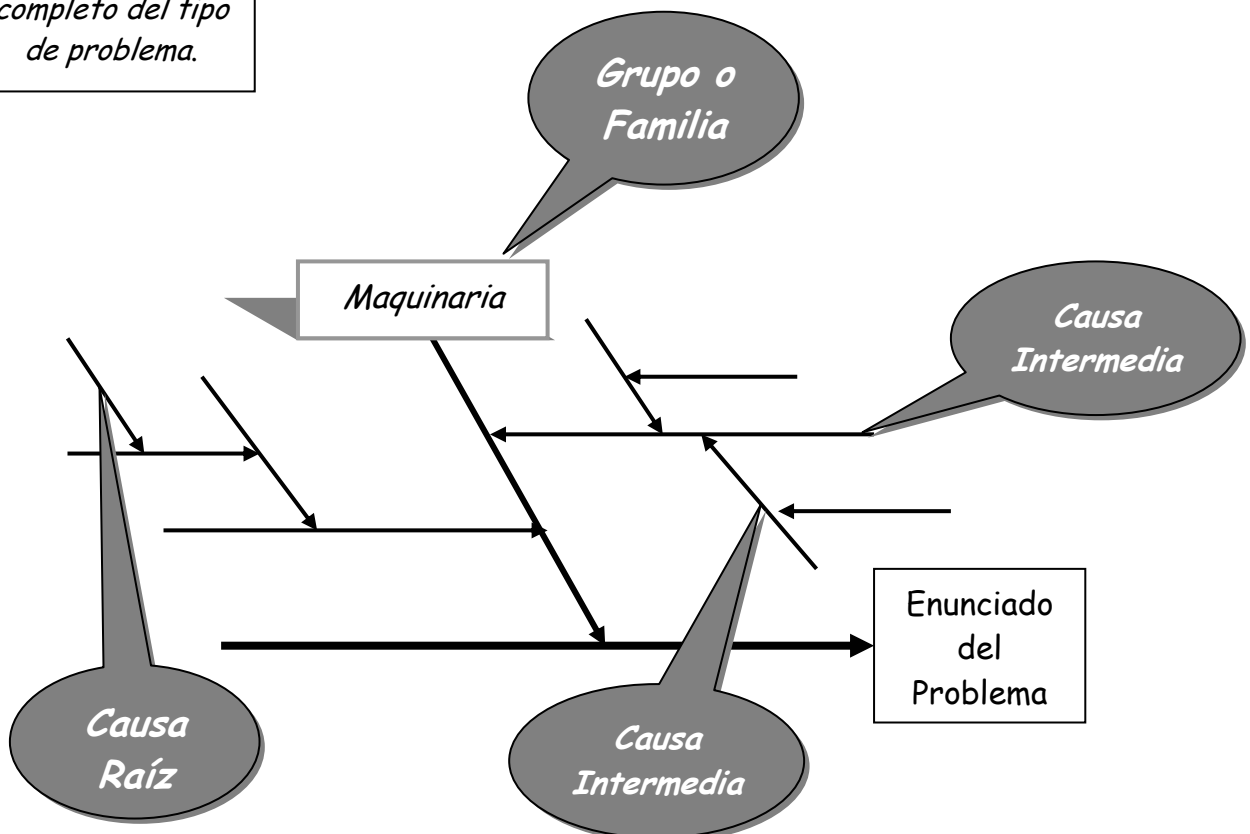 completo del tipo
de problema.
Grupo o
Familia
Maquinaria
Causa
Intermedia
Enunciado
del
Problema
Causa
Raíz
Causa
Intermedia